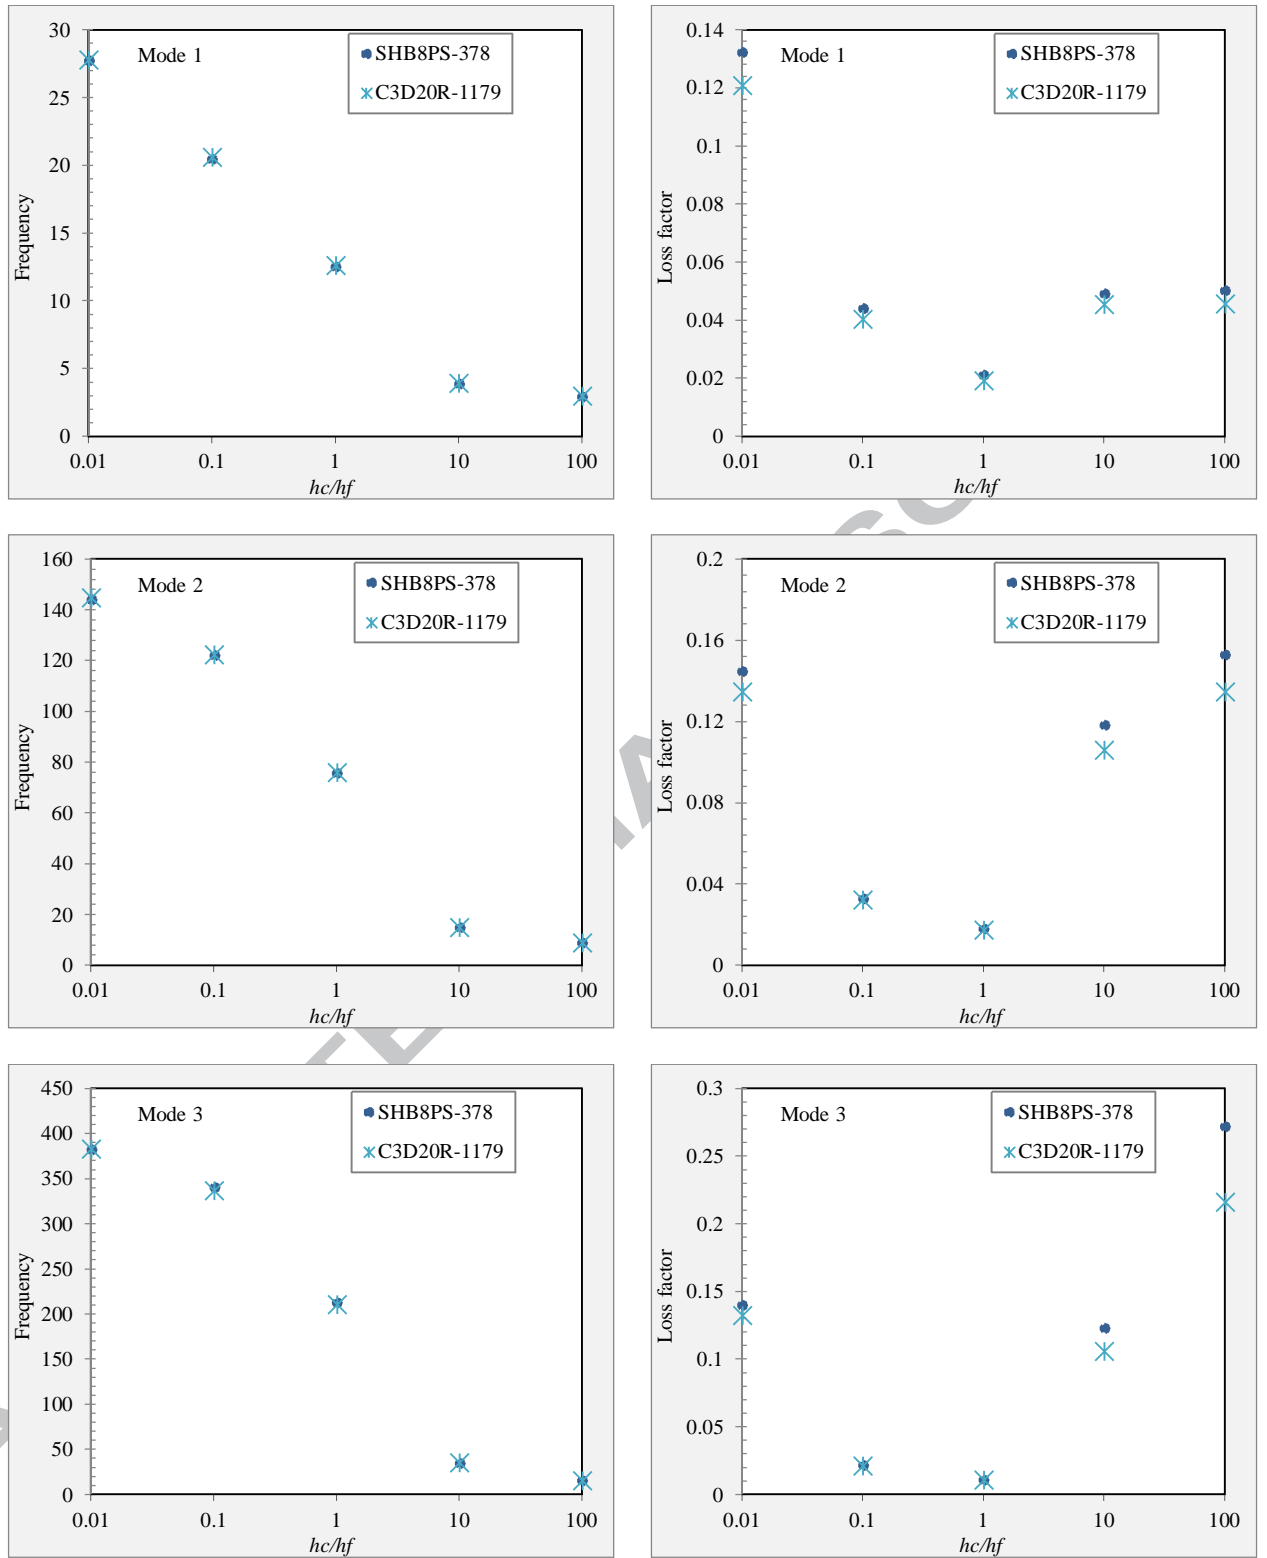 30
25
20
15
10
5
0
0.01 0.1 1 10 100
hc/hf
Frequency
Mode 1
SHB8PS-378
C3D20R-1179
0.14
0.12
0.1
0.08
0.06
0.04
0.02
0
0.01 0.1 1 10 100
hc/hf
Loss factor
Mode 1
SHB8PS-378
C3D20R-1179
160
140
120
100
80
60
40
20
0
0.01 0.1 1 10 100
hc/hf
Frequency
Mode 2
SHB8PS-378
C3D20R-1179
0.2
0.16
0.12
0.08
0.04
0
0.01 0.1 1 10 100
hc/hf
Loss factor
Mode 2
SHB8PS-378
C3D20R-1179
450
400
350
300
250
200
150
100
50
0
0.01 0.1 1 10 100
hc/hf
Frequency
Mode 3
SHB8PS-378
C3D20R-1179
0.3
0.25
0.2
0.15
0.1
0.05
0
0.01 0.1 1 10 100
hc/hf
Loss factor
Mode 3
SHB8PS-378
C3D20R-1179